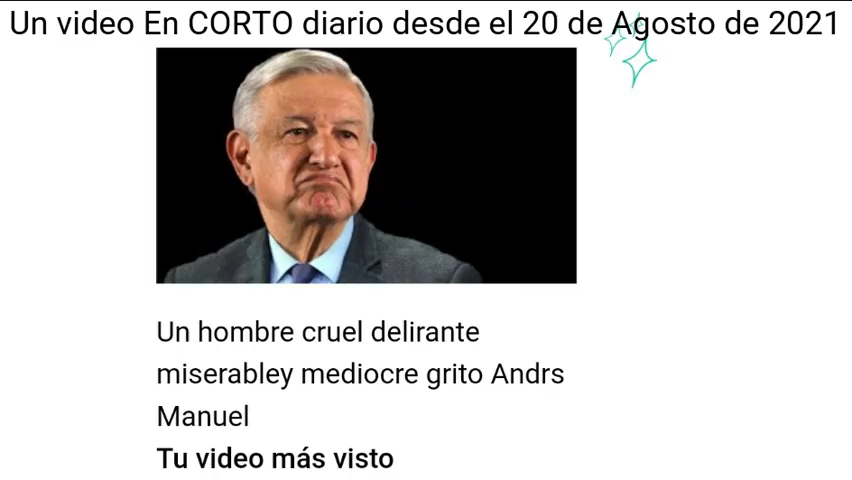 Un video En CORTO diario desde el 20 de Agosto de 2021
Un hombre cruel delirante
miserabley mediocre grito Andrs
Manuel
Tu video más visto